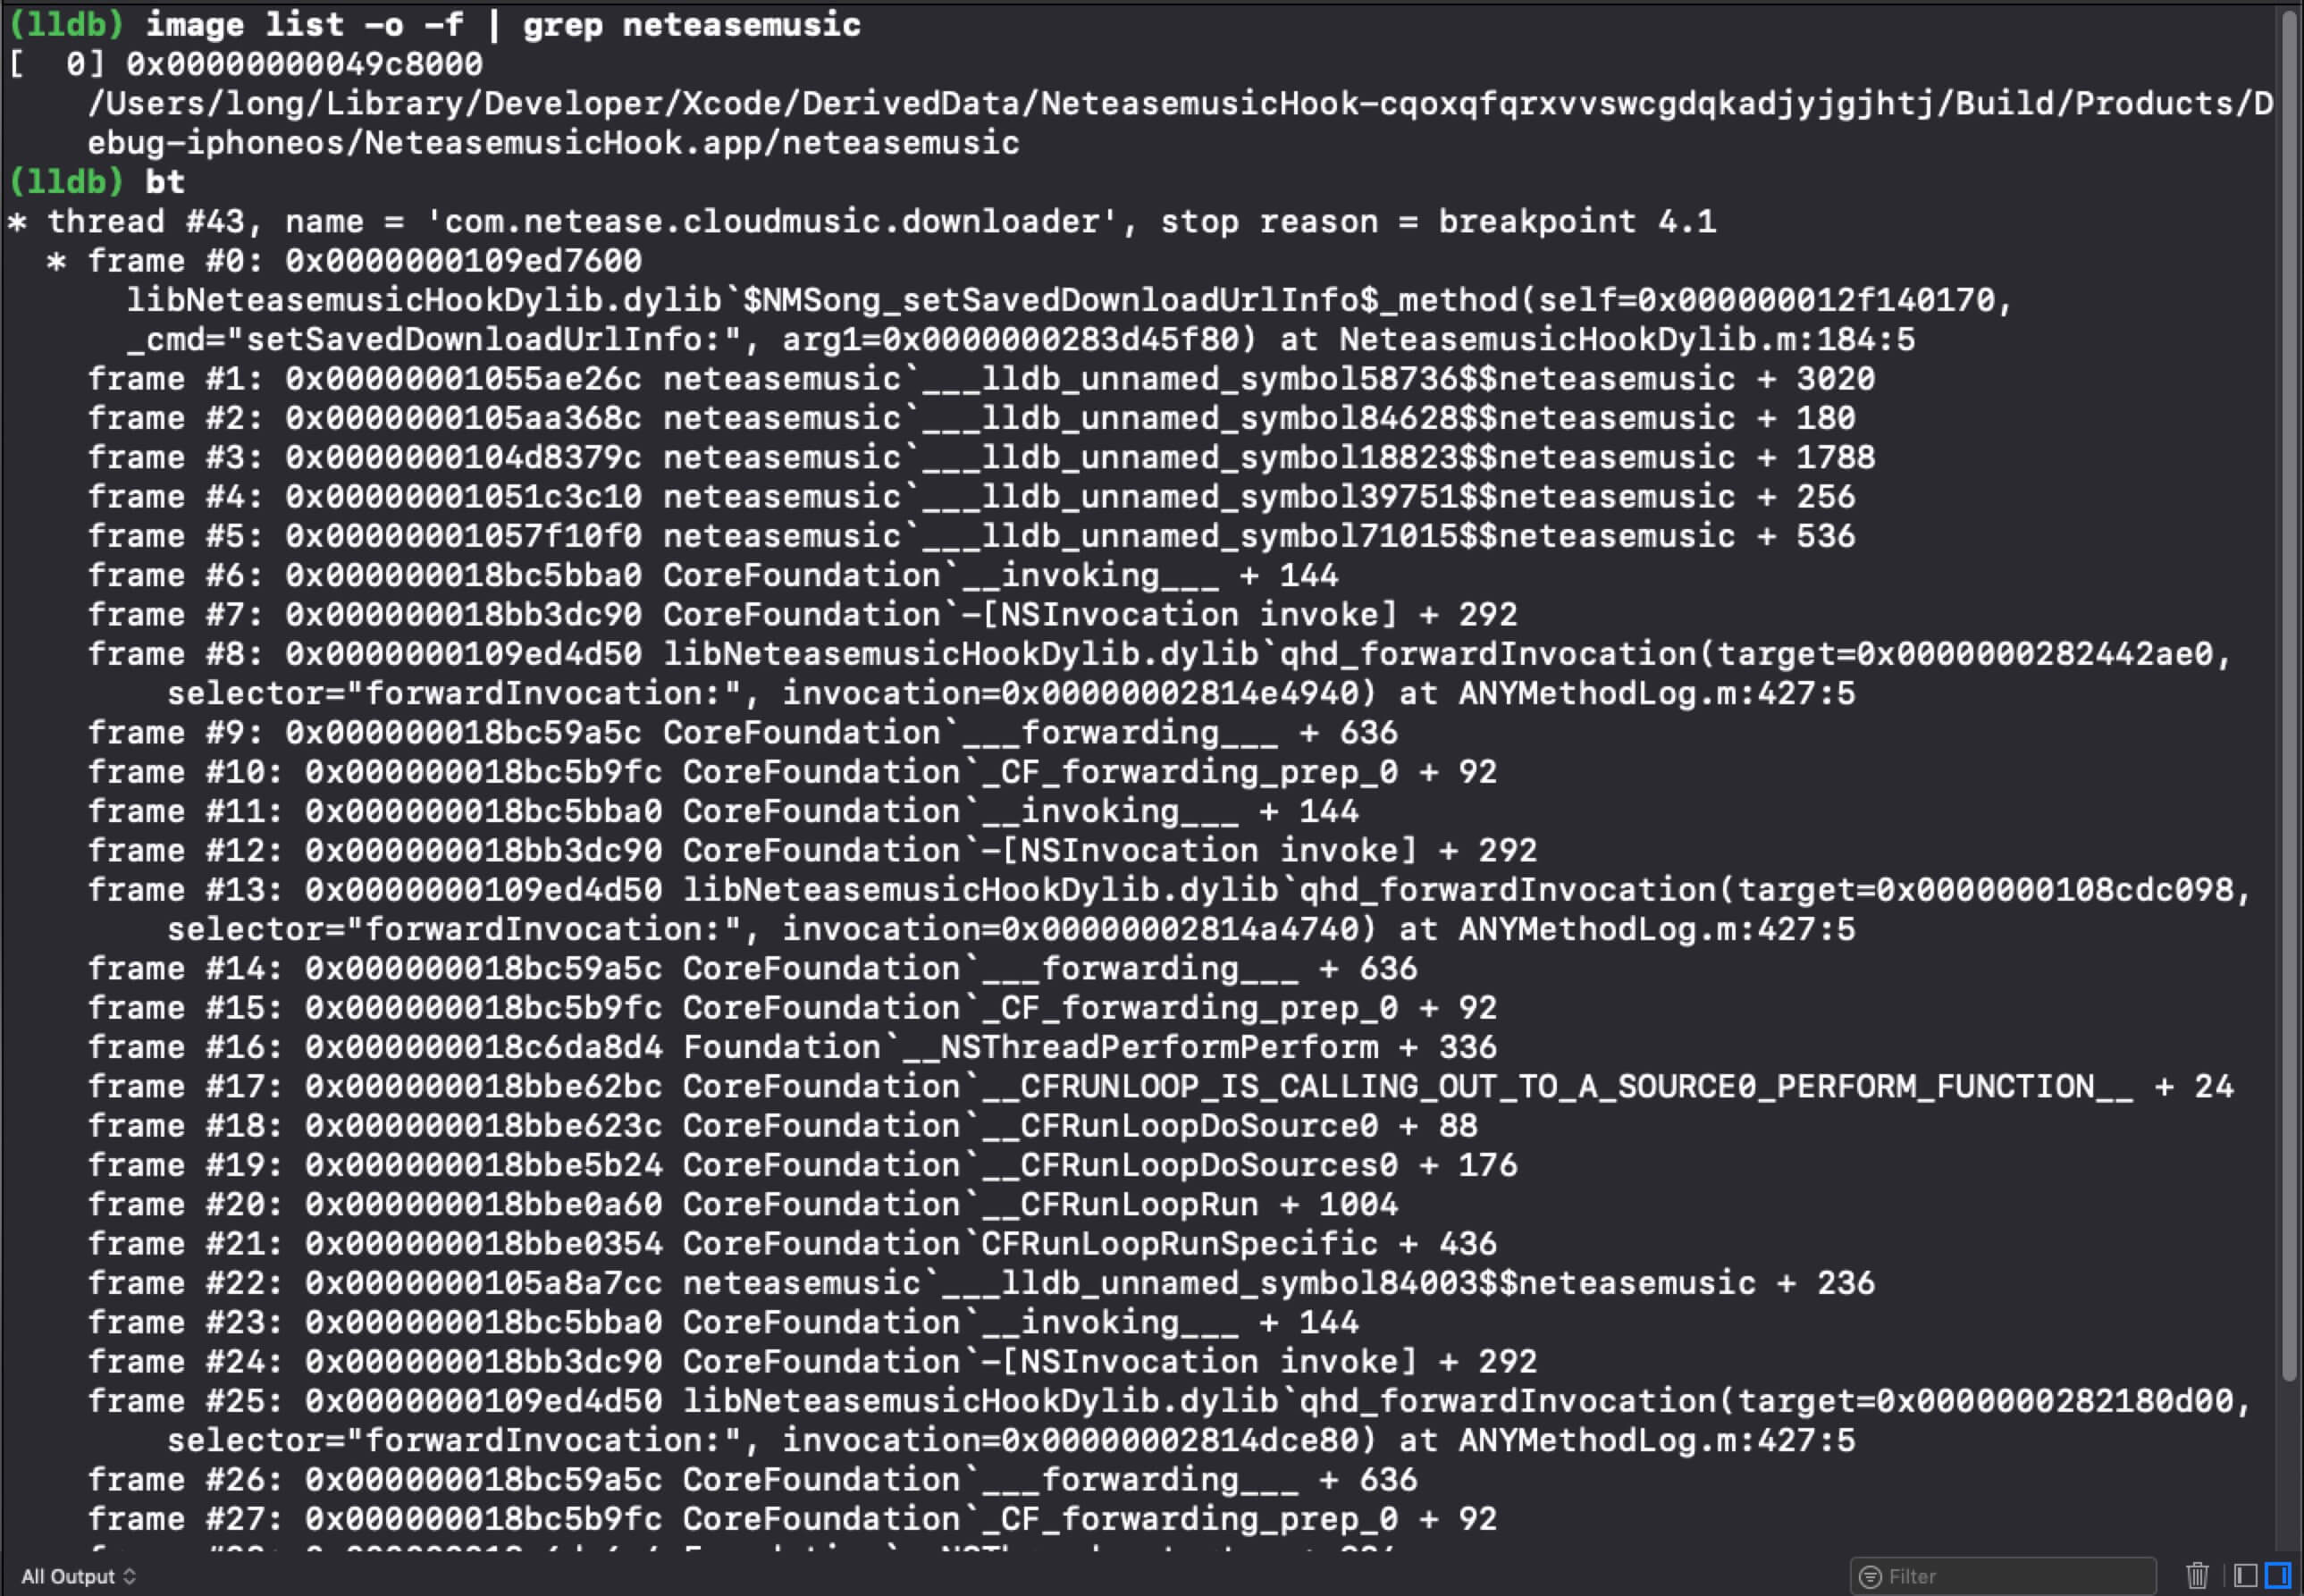 (lldb) image list -o -f | grep neteasemusic
[  0] 0x00000000049c8000
/Users/long/Library/Developer/Xcode/DerivedData/NeteasemusicHook-cqoxqfqrxvvswcgdqkadjyjgjhtj/Build/Products/D
ebug-iphoneos/NeteasemusicHook.app/neteasemusic
(lldb) bt
* thread #43, name = 'com.netease.cloudmusic.downloader', stop reason = breakpoint 4.1
* frame #0: 0x0000000109ed7600
libNeteasemusicHookDylib.dylib`$NMSong_setSavedDownloadUrlInfo$_method(self=0x000000012f140170,
_cmd="setSavedDownloadUrlInfo:", arg1=0x0000000283d45f80) at NeteasemusicHookDylib.m:184:5
frame #1: 0x00000001055ae26c neteasemusic`___lldb_unnamed_symbol58736$$neteasemusic + 3020
frame #2: 0x0000000105aa368c neteasemusic`___lldb_unnamed_symbol84628$$neteasemusic + 180
frame #3: 0x0000000104d8379c neteasemusic`___lldb_unnamed_symbol18823$$neteasemusic + 1788
frame #4: 0x00000001051c3c10 neteasemusic`___lldb_unnamed_symbol39751$$neteasemusic + 256
frame #5: 0x00000001057f10f0 neteasemusic`___lldb_unnamed_symbol71015$$neteasemusic + 536
frame #6: 0x000000018bc5bba0 CoreFoundation`__invoking___ + 144
frame #7: 0x000000018bb3dc90 CoreFoundation`-[NSInvocation invoke] + 292
frame #8: 0x0000000109ed4d50 libNeteasemusicHookDylib.dylib`qhd_forwardInvocation(target=0x0000000282442ae0,
selector="forwardInvocation:", invocation=0x00000002814e4940) at ANYMethodLog.m:427:5
frame #9: 0x000000018bc59a5c CoreFoundation`___forwarding___ + 636
frame #10: 0x000000018bc5b9fc CoreFoundation`_CF_forwarding_prep_0 + 92
frame #11: 0x000000018bc5bba0 CoreFoundation`__invoking___ + 144
frame #12: 0x000000018bb3dc90 CoreFoundation`-[NSInvocation invoke] + 292
frame #13: 0x0000000109ed4d50 libNeteasemusicHookDylib.dylib`qhd_forwardInvocation(target=0x0000000108cdc098,
selector="forwardInvocation:", invocation=0x00000002814a4740) at ANYMethodLog.m:427:5
frame #14: 0x000000018bc59a5c CoreFoundation`___forwarding___ + 636
frame #15: 0x000000018bc5b9fc CoreFoundation`_CF_forwarding_prep_0 + 92
frame #16: 0x000000018c6da8d4 Foundation`__NSThreadPerformPerform + 336
frame #17: 0x000000018bbe62bc CoreFoundation`__CFRUNLOOP_IS_CALLING_OUT_TO_A_SOURCE0_PERFORM_FUNCTION__ + 24
frame #18: 0x000000018bbe623c CoreFoundation`__CFRunLoopDoSource0 + 88
frame #19: 0x000000018bbe5b24 CoreFoundation`__CFRunLoopDoSources0 + 176
frame #20: 0x000000018bbe0a60 CoreFoundation`__CFRunLoopRun + 1004
frame #21: 0x000000018bbe0354 CoreFoundation`CFRunLoopRunSpecific + 436
frame #22: 0x0000000105a8a7cc neteasemusic`___lldb_unnamed_symbol84003$$neteasemusic + 236
frame #23: 0x000000018bc5bba0 CoreFoundation`__invoking___ + 144
frame #24: 0x000000018bb3dc90 CoreFoundation`-[NSInvocation invoke] + 292
frame #25: 0x0000000109ed4d50 libNeteasemusicHookDylib.dylib`qhd_forwardInvocation(target=0x0000000282180d00,
selector="forwardInvocation:", invocation=0x00000002814dce80) at ANYMethodLog.m:427:5
frame #26: 0x000000018bc59a5c CoreFoundation`___forwarding___ + 636
frame #27: 0x000000018bc5b9fc CoreFoundation`_CF_forwarding_prep_0 + 92
All Output
Filter